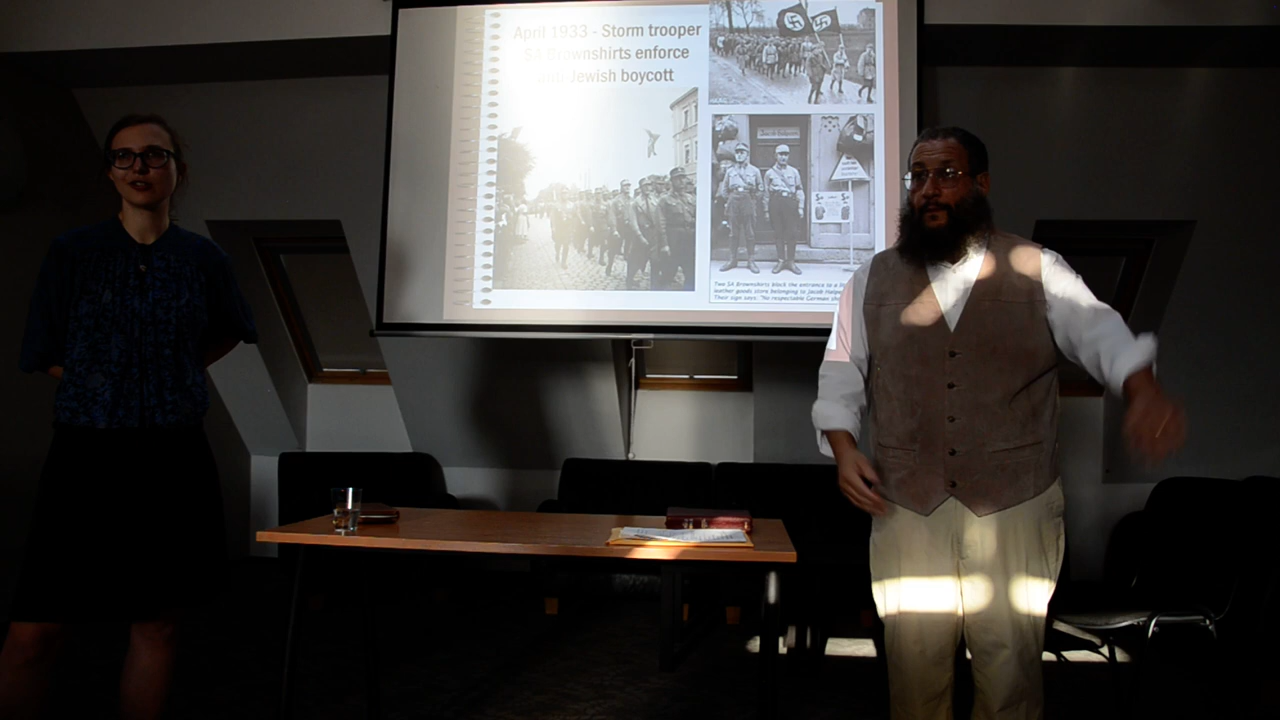 April 1933 - Storm trooper
SA Brownshirts enforce
Jewish boycott
Two SA Brownshirts block the entrance to a
leather goods store belonging to Jacob
Their sign says; "No respectable German